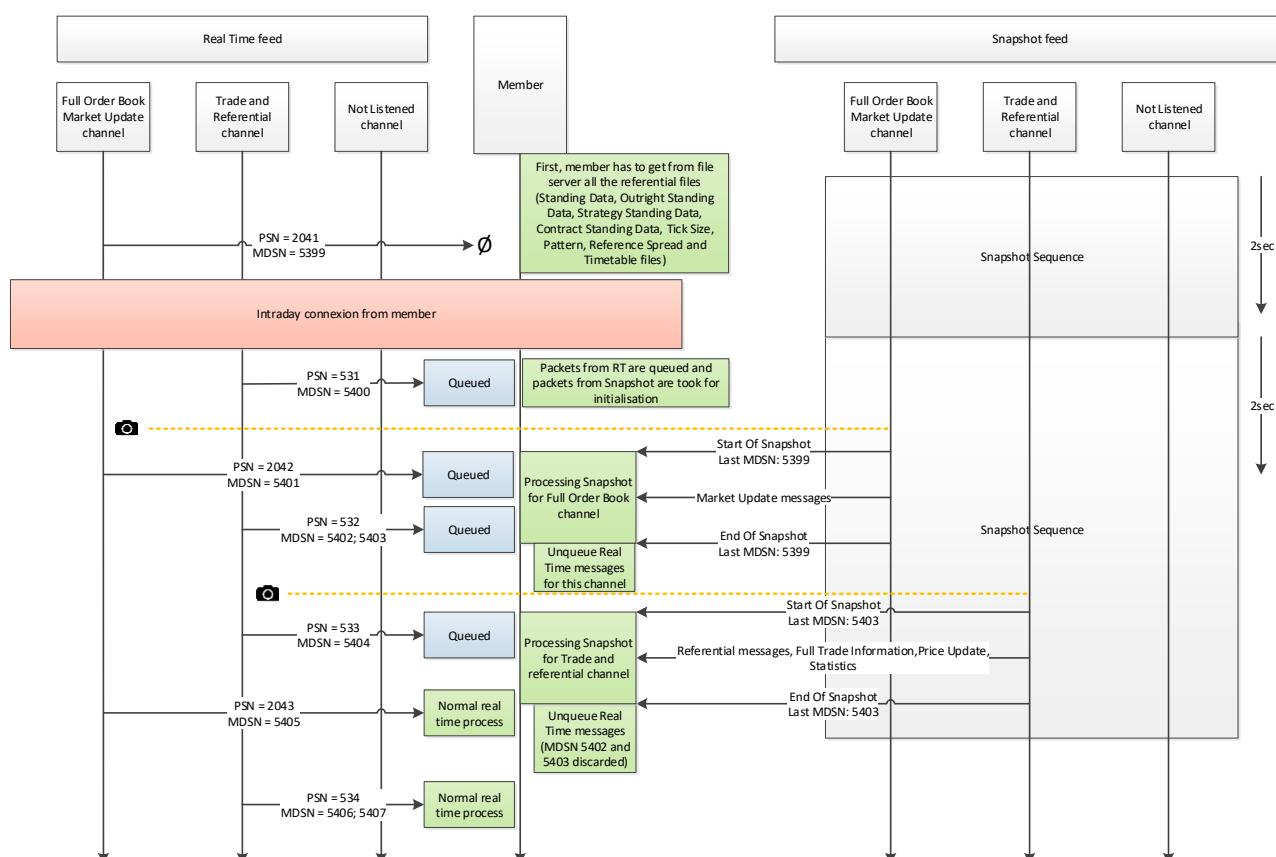 Real Time feed
Snapshot feed
Member
Full Order Book
Market Update
channel
Trade and
Referential
channel
Not Listened
channel
Full Order Book
Market Update
channel
Trade and
Referential
channel
Not Listened
channel
First, member has to get from file
server all the referential files
(Standing Data, Outright Standing
Data, Strategy Standing Data,
Contract Standing Data, Tick Size,
Pattern, Reference Spread and
Timetable files)
PSN = 2041
MDSN = 5399
Ø
Snapshot Sequence
2sec
Intraday connexion from member
PSN = 531
MDSN = 5400
Queued
Packets from RT are queued and
packets from Snapshot are took for
initialisation
2sec
Start Of Snapshot
Last MDSN: 5399
PSN = 2042
MDSN = 5401
Queued
Processing Snapshot
for Full Order Book
channel
Market Update messages
PSN = 532
MDSN = 5402; 5403
Queued
Snapshot Sequence
End Of Snapshot
Last MDSN: 5399
Unqueue Real
Time messages
for this channel
Start Of Snapshot
Last MDSN: 5403
PSN = 533
MDSN = 5404
Queued
Processing Snapshot
for Trade and
referential channel
Referential messages, Full Trade Information,Price Update,
Statistics
End Of Snapshot
Last MDSN: 5403
PSN = 2043
MDSN = 5405
Normal real
time process
Unqueue Real
Time messages
(MDSN 5402 and
5403 discarded)
PSN = 534
MDSN = 5406; 5407
Normal real
time process